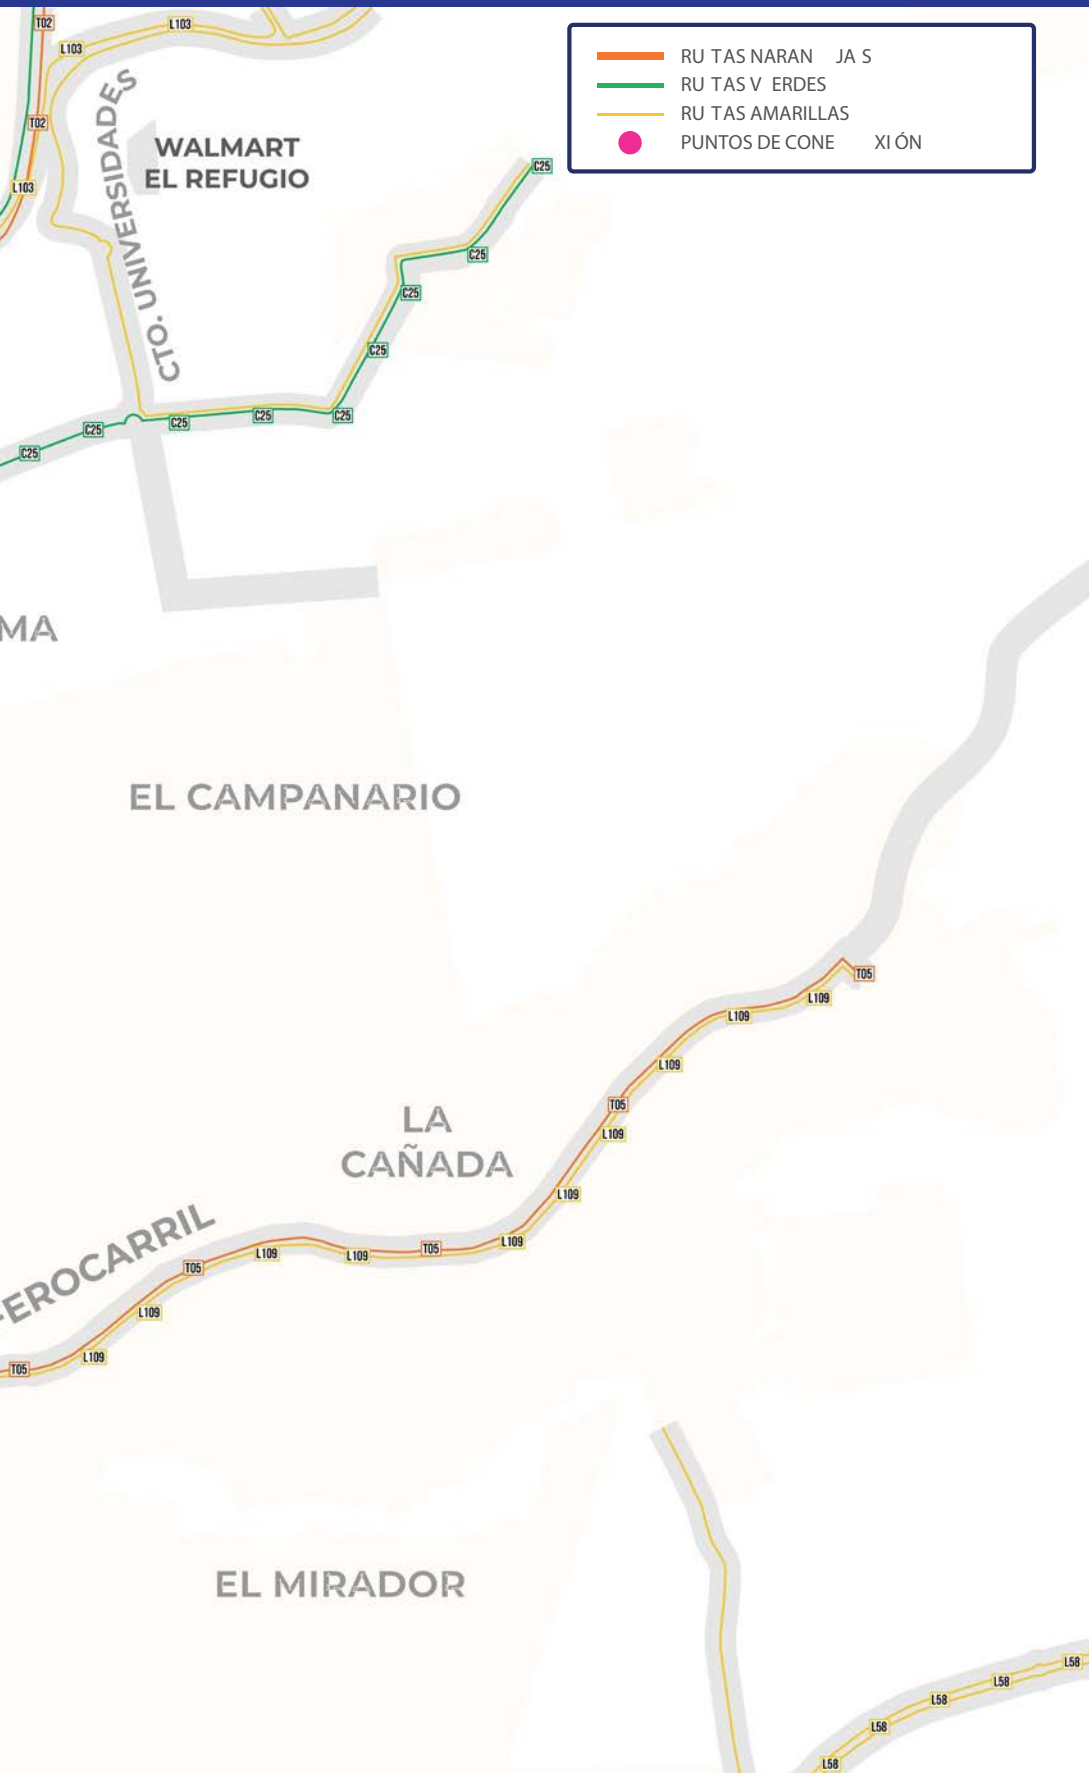 RU TAS NARAN JA S
RU TAS V ERDES
RU TAS AMARILLAS
PUNTOS DE CONE XI ÓN
T02
L103
L103
T02
L103
CTO. UNIVERSIDADES
WALMART
EL REFUGIO
C25
C25
C25
C25
C25
C25
C25
C25
C25
MA
EL CAMPANARIO
T05
L109
L109
L109
T05
L109
LA
CAÑADA
L109
L109
T05
L109
L109
T05
L109
L109
T05
FEROCARRIL
EL MIRADOR
L58
L58
L58
L58
L58